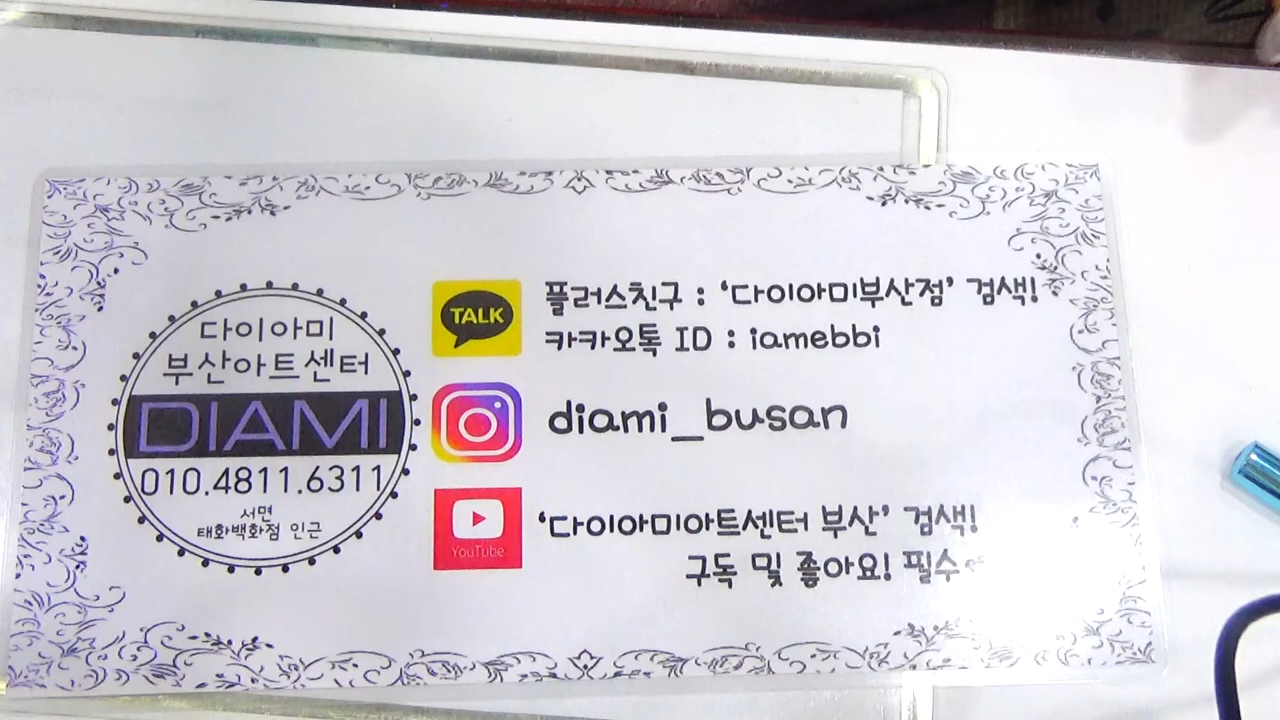 다이아미
부산아트센터
DIAMI
010.4811.6311
서면
태화백화점 인근
TALK
플러스친구 : ‘다이아미부산점’ 검색!
카카오톡 ID : iamebbi
diami_busan
YouTube
‘다이아미아트센터 부산’ 검색!
구독 및 좋아요! 필수